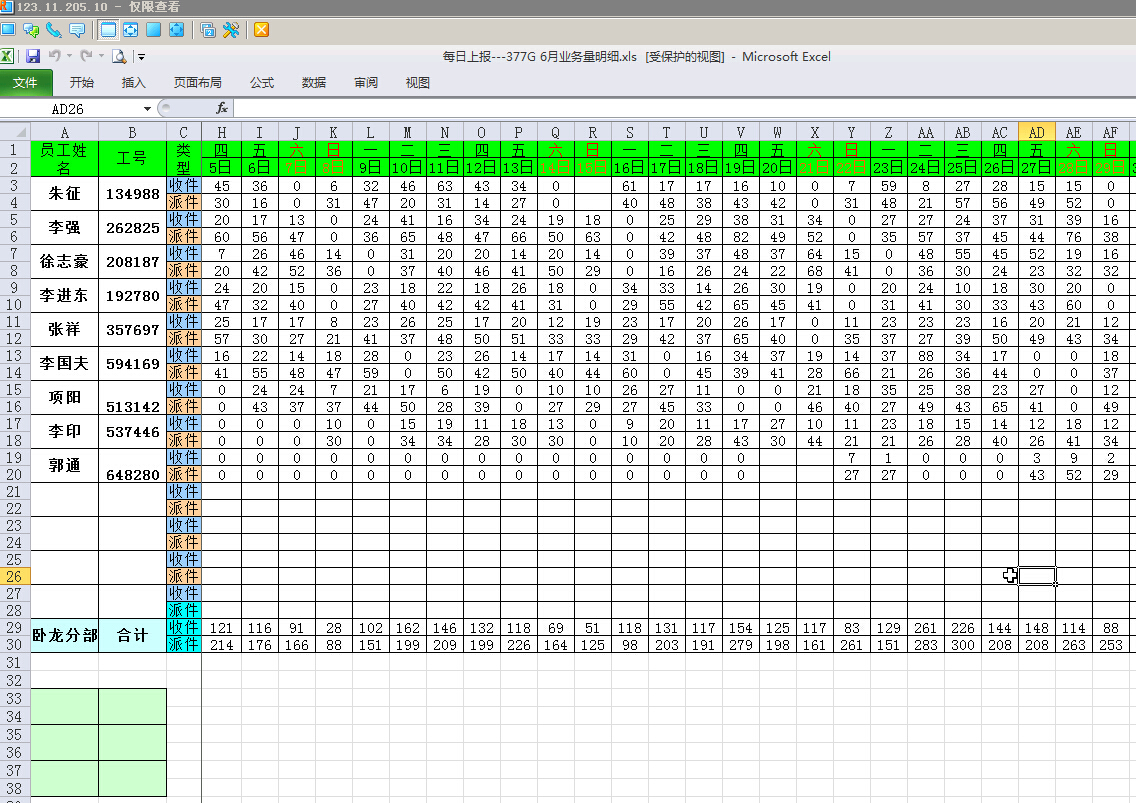 123.11.205.10 - 仅限查看
每日上报---377G 6月业务量明细.xls [受保护的视图] - Microsoft Excel
文件 开始 插入 页面布局 公式 数据 审阅 视图
AD26 fx
A B C H I J K L M N O P Q R S T U V W X Y Z AA AB AC AD AE AF
1 员工姓名 工号 类型 四 五 六 日 一 二 三 四 五 六 日 一 二 三 四 五 六 日 一 二 三 四 五 六 日
2 5日 6日 7日 8日 9日 10日 11日 12日 13日 14日 15日 16日 17日 18日 19日 20日 21日 22日 23日 24日 25日 26日 27日 28日 29日 3
3 朱征 134988 收件 45 36 0 6 32 46 63 43 34 0 61 17 17 16 10 0 7 59 8 27 28 15 15 0
4 派件 30 16 0 31 47 20 31 14 27 0 40 48 38 43 42 0 31 48 21 57 56 49 52 0
5 李强 262825 收件 20 17 13 0 24 41 16 34 24 19 18 0 25 29 38 31 34 0 27 27 24 37 31 39 16
6 派件 60 56 47 0 36 65 48 47 66 50 63 0 42 48 82 49 52 0 35 57 37 45 44 76 38
7 徐志豪 208187 收件 7 26 46 14 0 31 20 20 14 20 14 0 39 37 48 37 64 15 0 48 55 45 52 19 16
8 派件 20 42 52 36 0 37 40 46 41 50 29 0 16 26 24 22 68 41 0 36 30 24 23 32 32
9 李进东 192780 收件 24 20 15 0 23 18 22 18 26 18 0 34 33 14 26 30 19 0 20 24 10 18 30 20 0
10 派件 47 32 40 0 27 40 42 42 41 31 0 29 55 42 65 45 41 0 31 41 30 33 43 60 0
11 张祥 357697 收件 25 17 17 8 23 26 25 17 20 12 19 23 17 20 26 17 0 11 23 23 23 16 20 21 12
12 派件 57 30 27 21 41 37 48 50 51 33 33 29 42 37 65 40 0 35 37 27 39 50 49 43 34
13 李国夫 594169 收件 16 22 14 18 28 0 23 26 14 17 14 31 0 16 34 37 19 14 37 88 34 17 0 0 18
14 派件 41 55 48 47 59 0 50 42 50 40 44 60 0 45 39 41 28 66 21 26 36 44 0 0 37
15 项阳 513142 收件 0 24 24 7 21 17 6 19 0 10 10 26 27 11 0 0 21 18 35 25 38 23 27 0 12
16 派件 0 43 37 37 44 50 28 39 0 27 29 27 45 33 0 0 46 40 27 49 43 65 41 0 49
17 李印 537446 收件 0 0 0 10 0 15 19 11 18 13 0 9 20 11 17 27 10 11 23 18 15 14 12 18 12
18 派件 0 0 0 30 0 34 34 28 30 30 0 10 20 28 43 30 44 21 21 26 28 40 26 41 34
19 郭通 648280 收件 0 0 0 0 0 0 0 0 0 0 0 0 0 0 0 7 1 0 0 0 3 9 2
20 派件 0 0 0 0 0 0 0 0 0 0 0 0 0 0 0 27 27 0 0 0 43 52 29
21 收件
22 派件
23 收件
24 派件
25 收件
26 派件
27 收件
28 派件
29 卧龙分部 合计 收件 121 116 91 28 102 162 146 132 118 69 51 118 131 117 154 125 117 83 129 261 226 144 148 114 88
30 派件 214 176 166 88 151 199 209 199 226 164 125 98 203 191 279 198 161 261 151 283 300 208 208 263 253
31
32
33
34
35
36
37
38